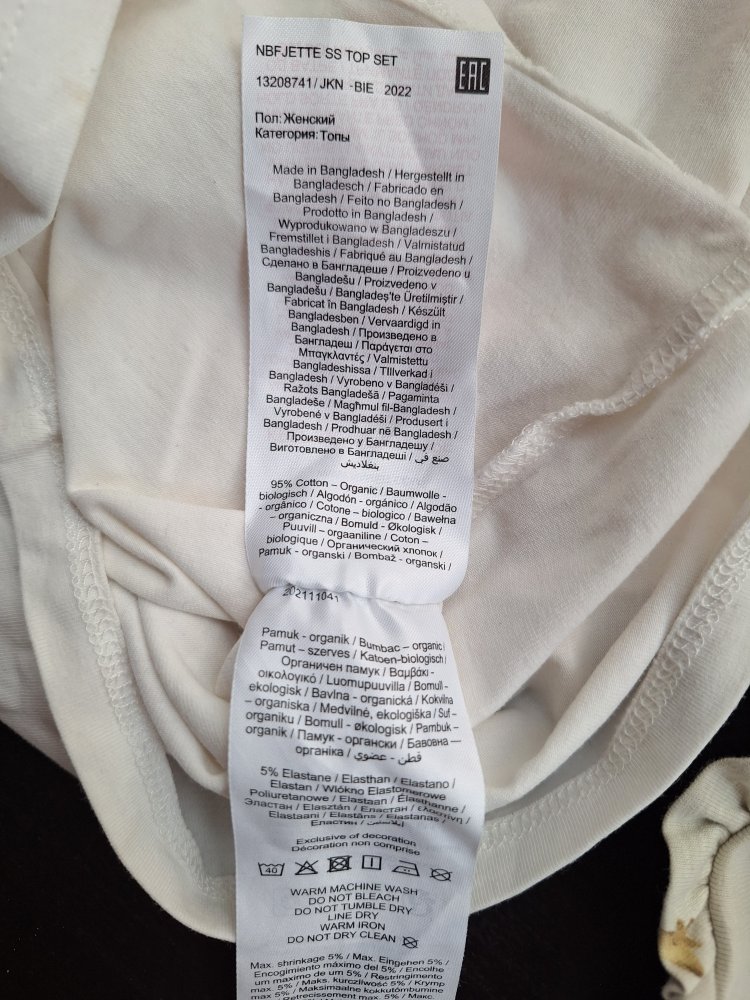 NBFJETTE SS TOP SET
EAC
13208741/JKN -BIE 2022
Пол:Женский
Категория:Топы
Made in Bangladesh / Hergestellt in
Bangladesch / Fabricado en
Bangladesh / Feito no Bangladesh /
Prodotto in Bangladesh /
Wyprodukowano w Bangladeszu /
Fremstillet i Bangladesh / Valmistatud
Bangladeshis / Fabriqué au Bangladesh /
Сделано в Бангладеше / Proizvedeno u
Bangladešu / Proizvedeno v
Bangladešu / Bangladeş'te Üretilmiştir /
Fabricat în Bangladesh / Készült
Bangladesben / Vervaardigd in
Bangladesh / Произведено в
Бангладеш / Παράγεται στο
Μπαγκλαντές / Valmistettu
Bangladeshissa / TIllverkad i
Bangladesh / Vyrobeno v Bangladéši /
Ražots Bangladešā / Pagaminta
Bangladeše / Magħmul fil-Bangladesh /
Vyrobené v Bangladéši / Produsert i
Bangladesh / Prodhuar në Bangladesh /
Произведено у Бангладешу /
Виготовлено в Бангладеші / صنع في
بنغلاديش
95% Cotton - Organic / Baumwolle -
biologisch / Algodón - orgánico / Algodão
- orgânico / Cotone – biologico / Bawełna
– organiczna / Bomuld - Økologisk /
Puuvill – orgaaniline / Coton –
biologique / Органический хлопок /
Pamuk - organski / Bombaž - organski /
202111041
Pamuk - organik / Bumbac – organic /
Pamut – szerves / Katoen-biologisch /
Органичен памук / Βαμβάκι -
οικολογικό / Luomupuuvilla / Bomull -
ekologisk / Bavlna - organická / Kokvilna
– organiska / Medvilnė, ekologiška / Suf –
organiku / Bomull - økologisk / Pambuk –
organik / Памук - органски / Бавовна —
органіка / قطن - عضوي
5% Elastane / Elasthan / Elastano /
Elastan / Włókno Elastomerowe
Poliuretanowe / Elastaan / Élasthanne /
Эластан / Elasztán / Еластан / ελαστίνη /
Elastaani / Elastāns / Elastanas /
Еластин / إيلاستين
Exclusive of decoration
Décoration non comprise
40
WARM MACHINE WASH
DO NOT BLEACH
DO NOT TUMBLE DRY
LINE DRY
WARM IRON
DO NOT DRY CLEAN
Max. shrinkage 5% / Max. Eingehen 5% /
Encogimiento máximo del 5% / Encolhe
um máximo de um 5% / Restringimento
max. 5% / Maks. kurczliwość 5% / Krymp
max 5% / Maksimaalne kokkutõmbumine
max 5% / Retrecissement max 5% / Макс.